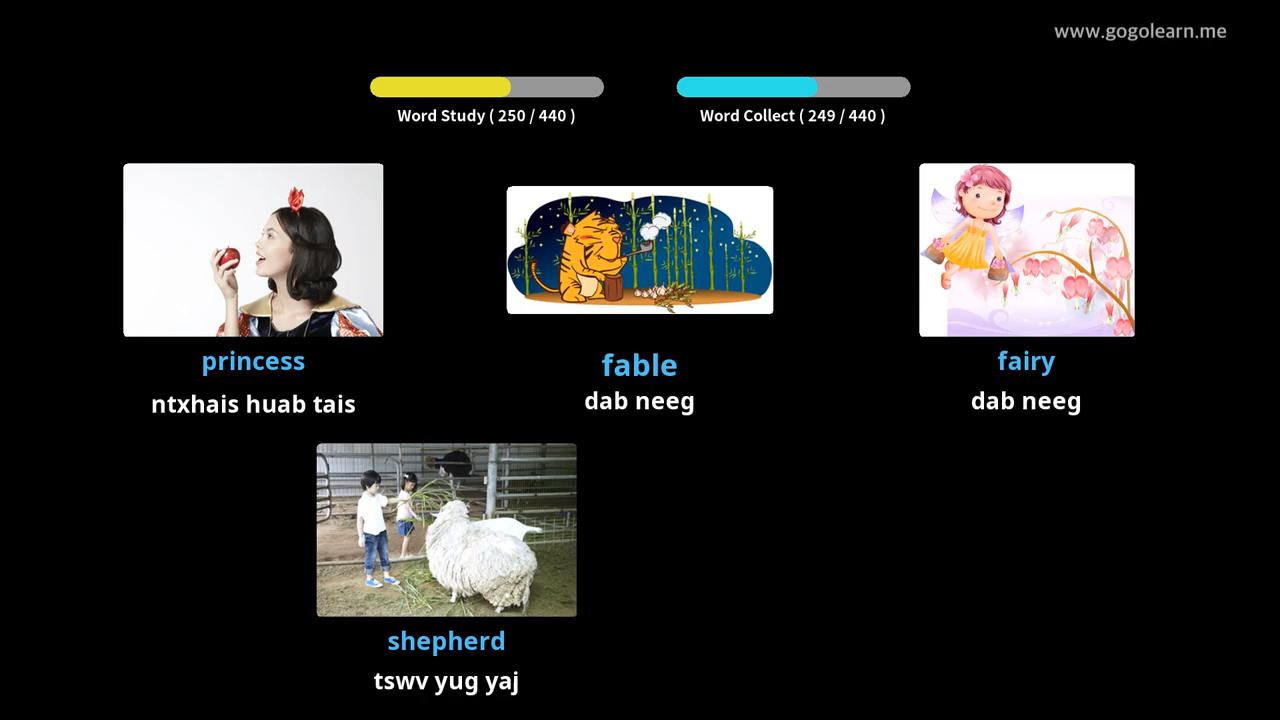 www.gogolearn.me
Word Study ( 250 / 440 )
Word Collect ( 249 / 440 )
princess
ntxhais huab tais
fable
dab neeg
fairy
dab neeg
shepherd
tswv yug yaj